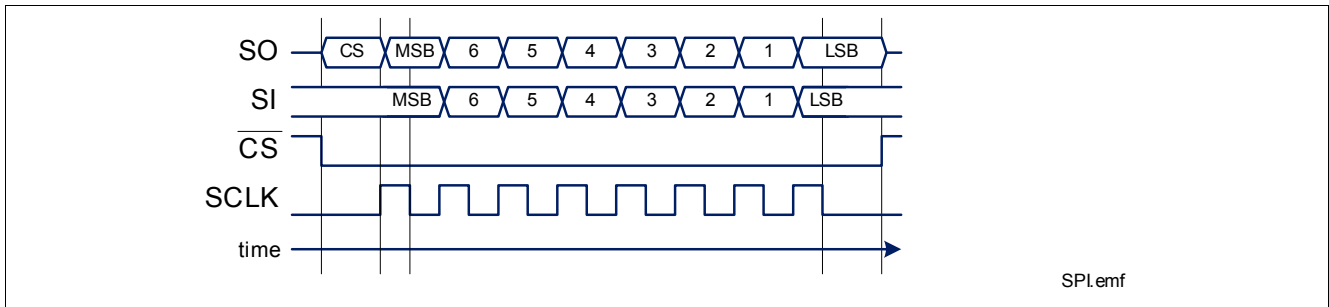 SO CS MSB 6 5 4 3 2 1 LSB
SI MSB 6 5 4 3 2 1 LSB
CS
SCLK
time
SPI.emf